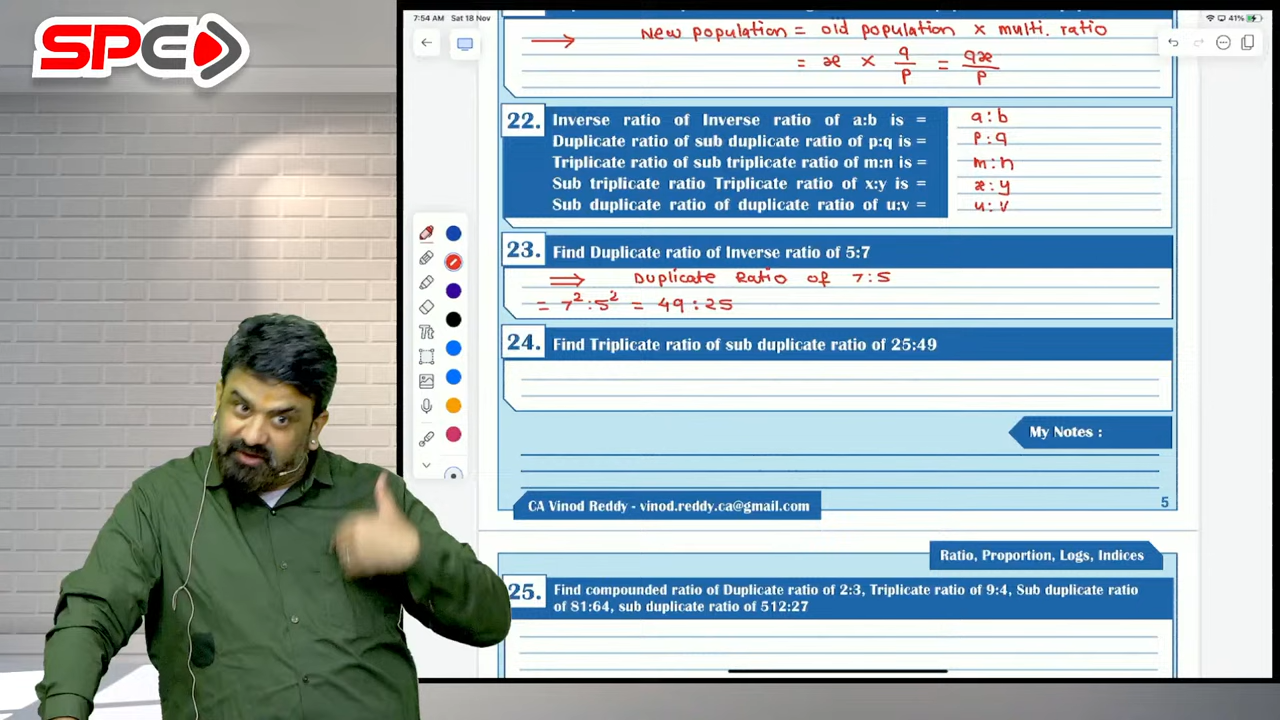 SPC
7:54 AM Sat 18 Nov
41%
New population = old population × multi. ratio
= x × q/p = qx/p
22. Inverse ratio of Inverse ratio of a:b is = a:b
Duplicate ratio of sub duplicate ratio of p:q is = p:q
Triplicate ratio of sub triplicate ratio of m:n is = m:n
Sub triplicate ratio Triplicate ratio of x:y is = x:y
Sub duplicate ratio of duplicate ratio of u:v = u:v
23. Find Duplicate ratio of Inverse ratio of 5:7
⟹ Duplicate Ratio of 7:5
= 7²:5² = 49:25
24. Find Triplicate ratio of sub duplicate ratio of 25:49
My Notes :
CA Vinod Reddy - vinod.reddy.ca@gmail.com
5
Ratio, Proportion, Logs, Indices
25. Find compounded ratio of Duplicate ratio of 2:3, Triplicate ratio of 9:4, Sub duplicate ratio
of 81:64, sub duplicate ratio of 512:27